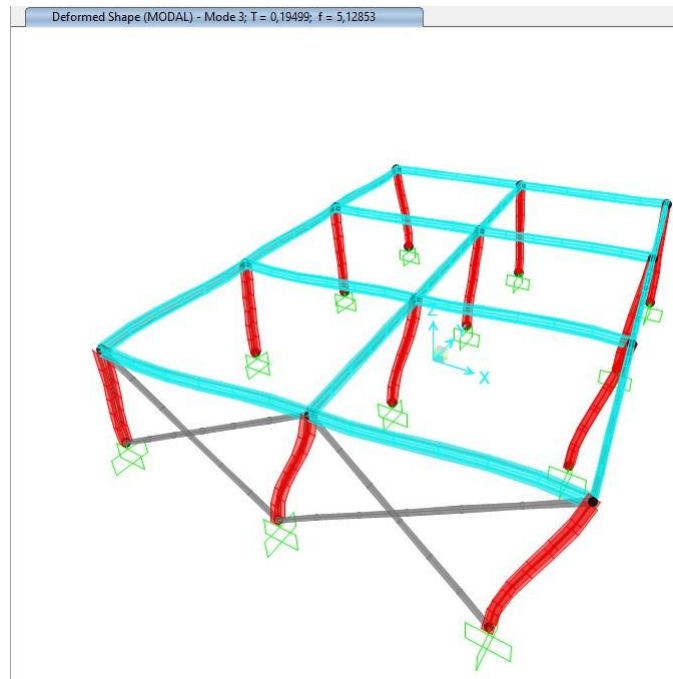 Deformed Shape (MODAL) - Mode 3; T = 0,19499; f = 5,12853
Z
Y
X